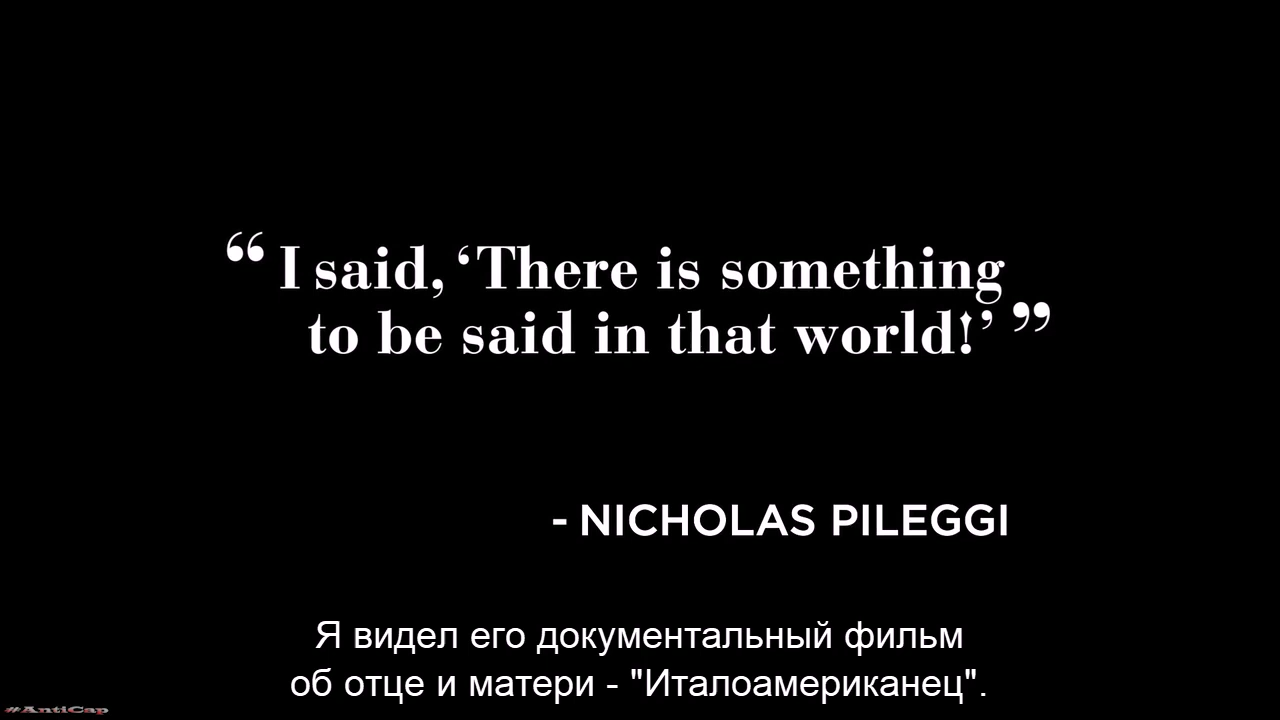 “ I said, ‘There is something
to be said in that world!’ ”
- NICHOLAS PILEGGI
Я видел его документальный фильм
об отце и матери - "Италоамериканец".
#AntiCap